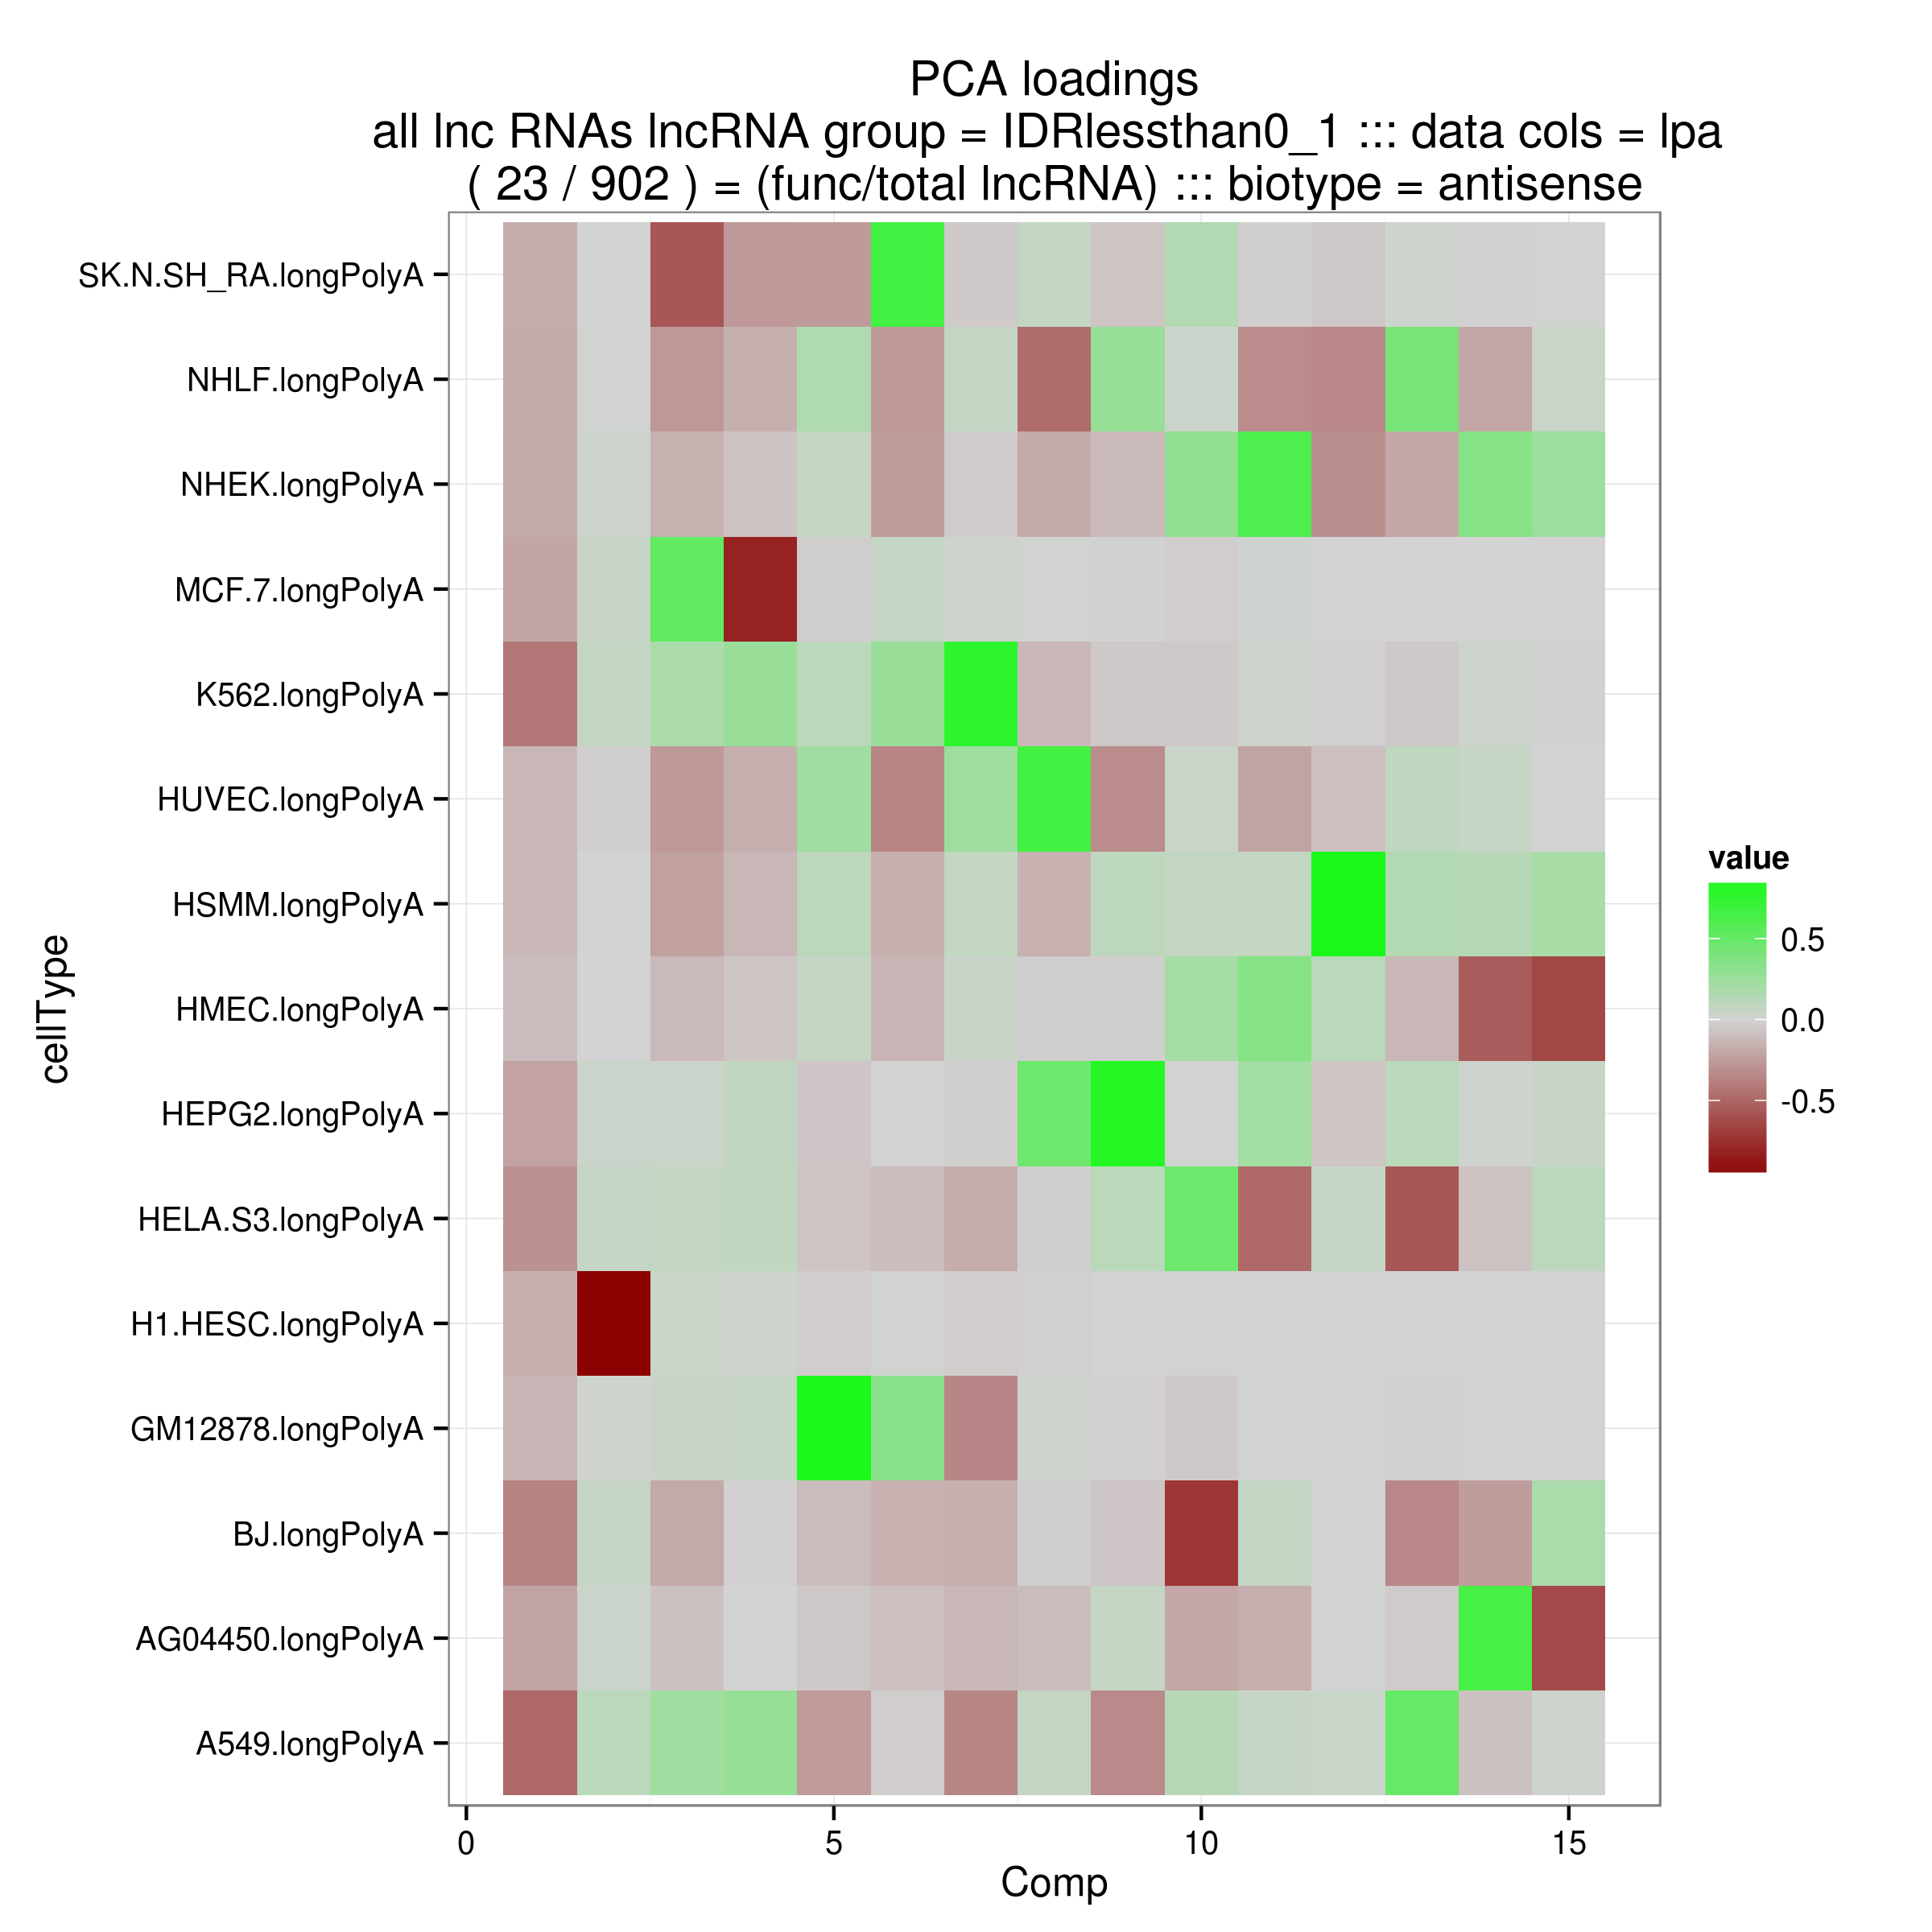 PCA loadings
all lnc RNAs lncRNA group = IDRlessthan0_1 ::: data cols = lpa
( 23 / 902 ) = (func/total lncRNA) ::: biotype = antisense
cellType
SK.N.SH_RA.longPolyA
NHLF.longPolyA
NHEK.longPolyA
MCF.7.longPolyA
K562.longPolyA
HUVEC.longPolyA
HSMM.longPolyA
HMEC.longPolyA
HEPG2.longPolyA
HELA.S3.longPolyA
H1.HESC.longPolyA
GM12878.longPolyA
BJ.longPolyA
AG04450.longPolyA
A549.longPolyA
0 5 10 15
Comp
value
0.5
0.0
-0.5